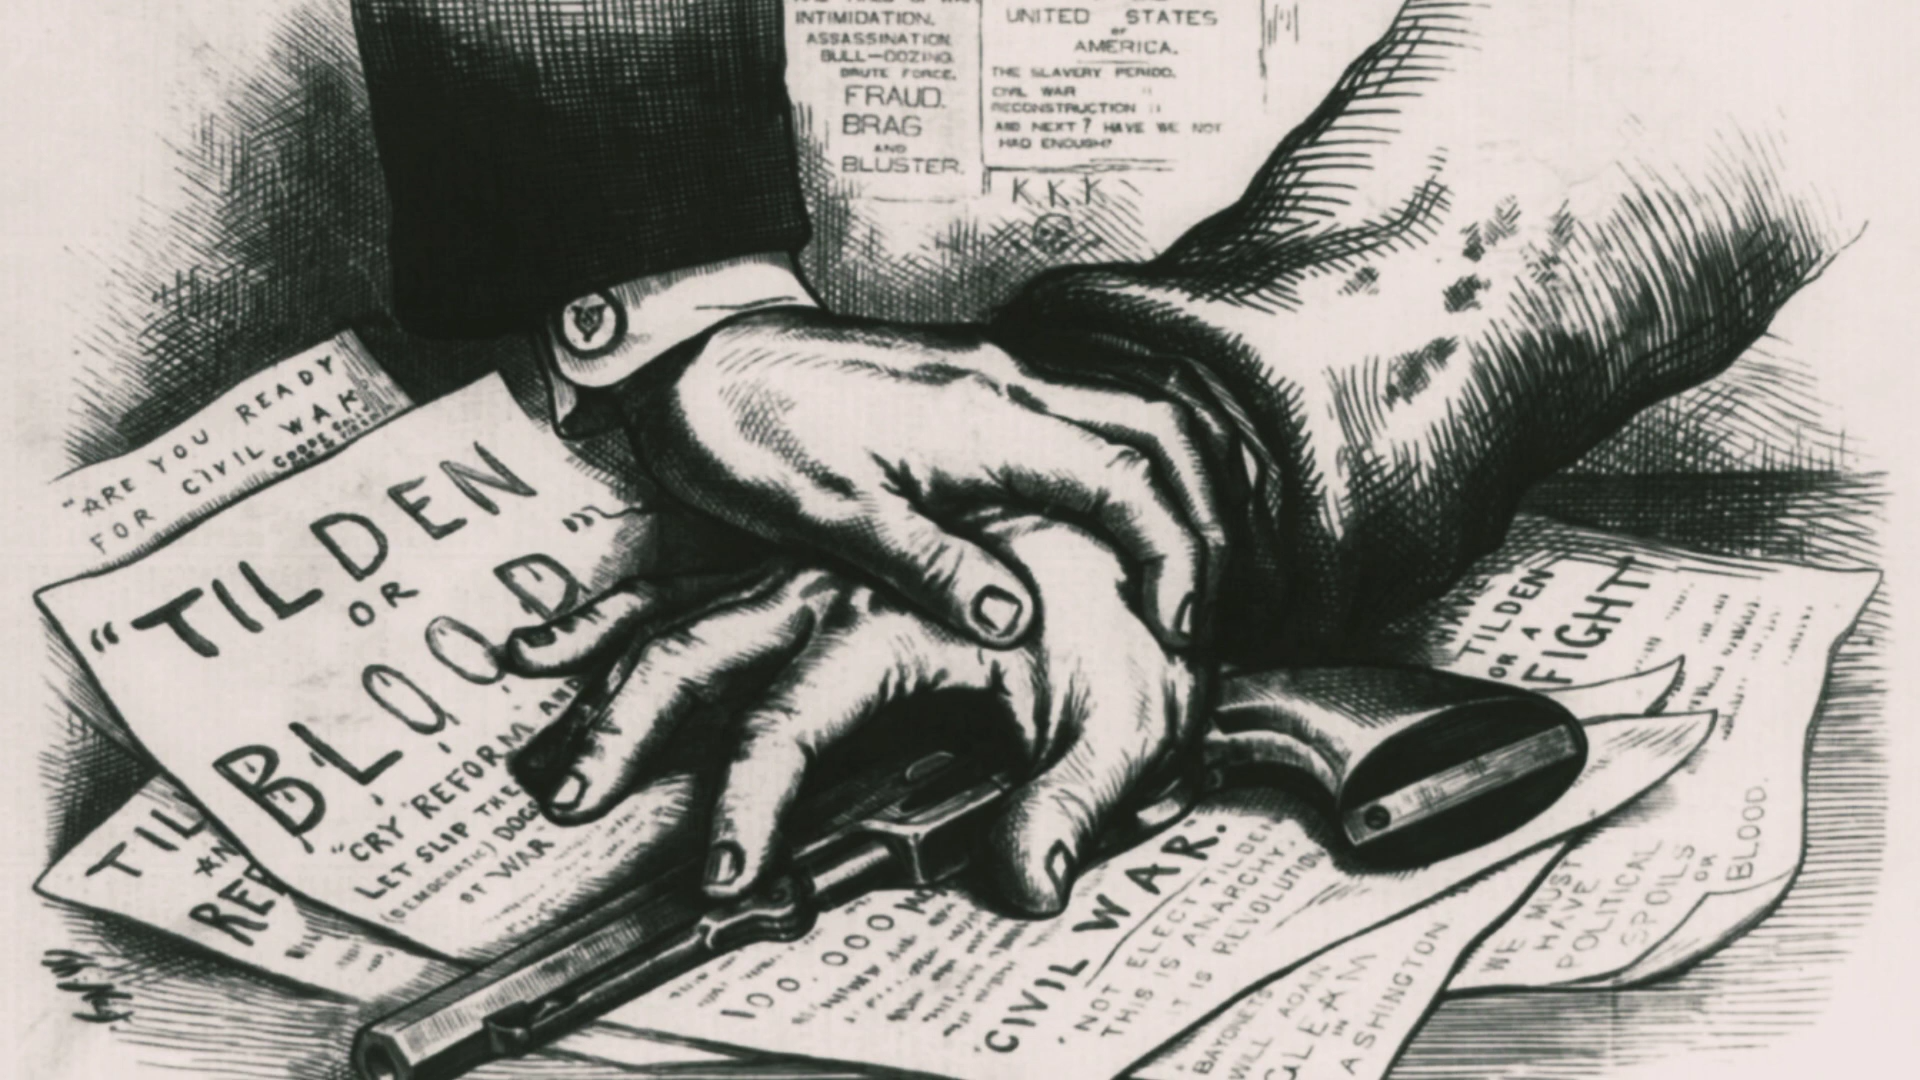 INTIMIDATION.
ASSASSINATION.
BULL-DOZING.
BRUTE FORCE.
FRAUD.
BRAG
AND
BLUSTER.
UNITED STATES
OF
AMERICA.
THE SLAVERY PERIOD.
CIVIL WAR "
RECONSTRUCTION "
AND NEXT? HAVE WE NOT
HAD ENOUGH?
K.K.K
"ARE YOU READY
FOR CIVIL WAR"
"TILDEN
OR
BLOOD"
"CRY "REFORM" AND
LET SLIP THE
(DEMOCRATIC) DOGS
OF WAR"
TIL
REF
100.000 M
"CIVIL WAR."
"NOT ELECT TILDEN
THIS IS ANARCHY.
IT IS REVOLUTION
BAYONETS
WILL AGAIN
GLEAM
IN
WASHINGTON
TILDEN
OR A
FIGHT"
WE MUST
HAVE
POLITICAL
SPOILS
OR
BLOOD.